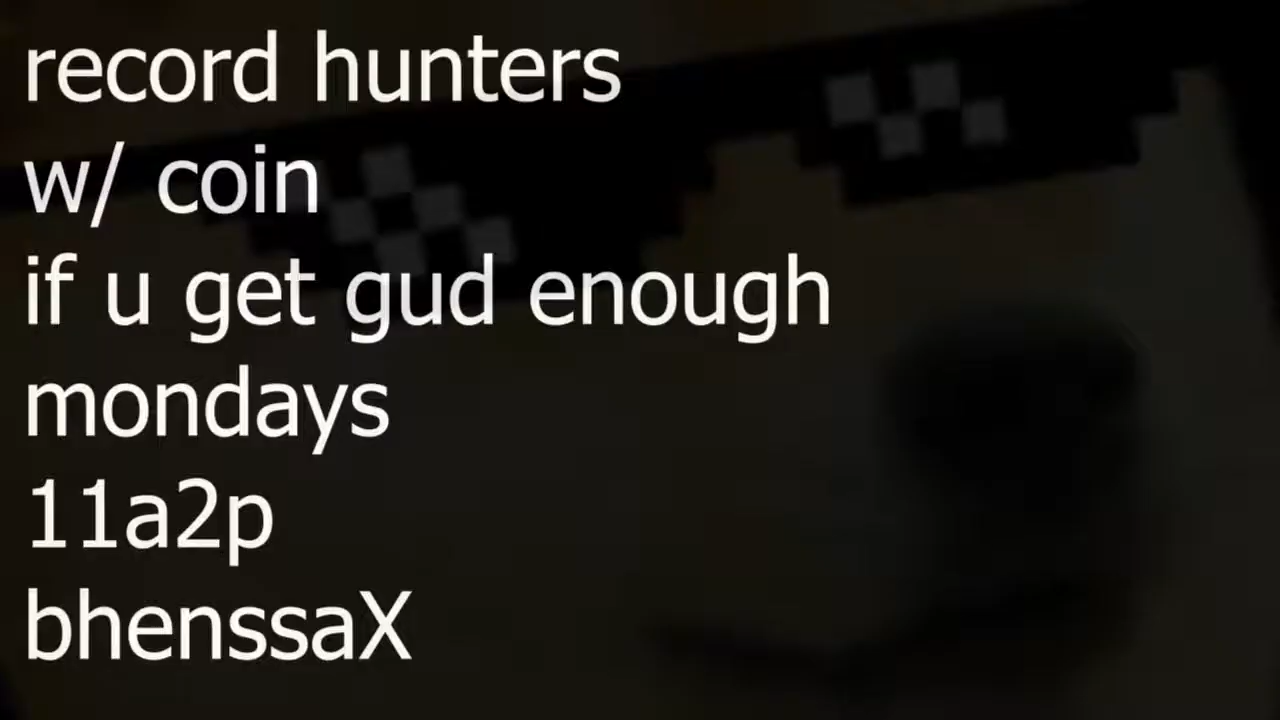 record hunters
w/ coin
if u get gud enough
mondays
11a2p
bhenssaX